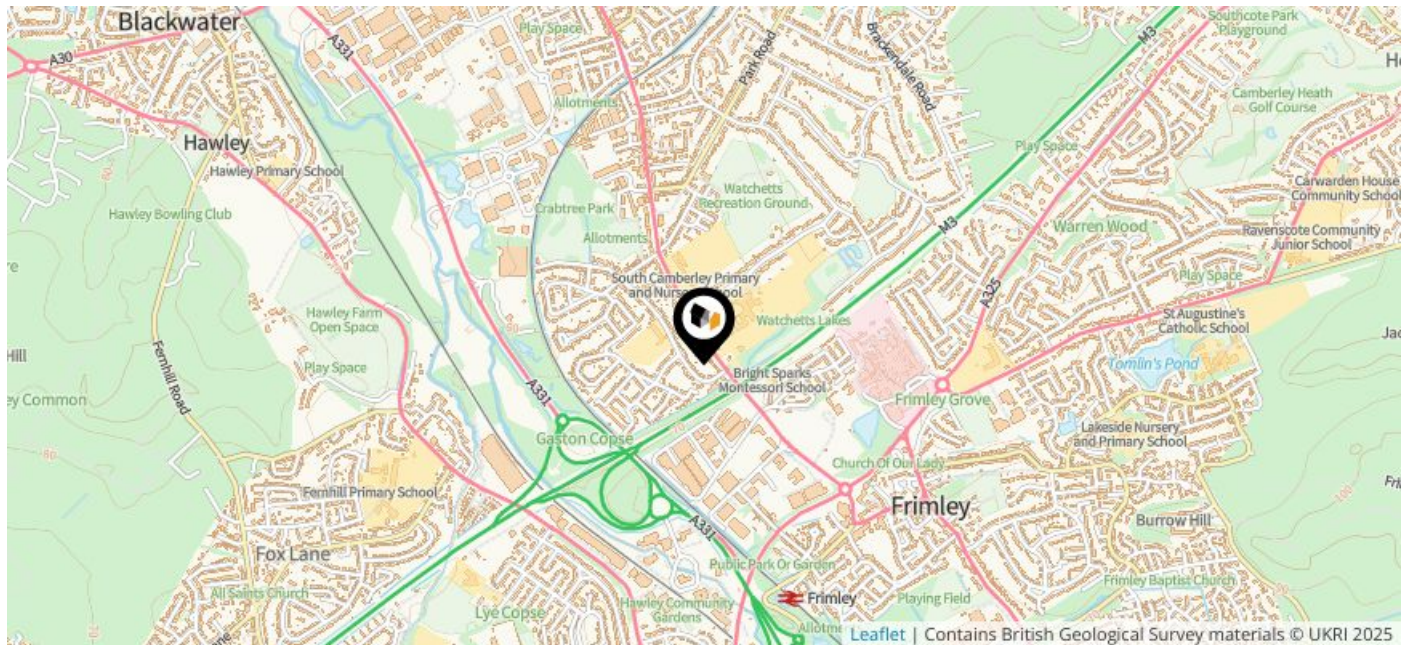 Blackwater
A30
A331
Play Space
M3
Southcote Park
Playground
Park Road
Brackendale Road
Allotments
Camberley Heath
Golf Course
Hawley
Hawley Primary School
Play Space
Carwarden House
Community School
Hawley Bowling Club
60
Crabtree Park
Watchetts
Recreation Ground
Allotments
M3
Warren Wood
Ravenscote Community
Junior School
South Camberley Primary
and Nursery School
Play Space
A325
Hawley Farm
Open Space
60
Watchetts Lakes
St Augustine's
Catholic School
Hill
Fernhill Road
Play Space
Bright Sparks
Montessori School
Tomlin's Pond
ey Common
A331
Frimley Grove
80
Gaston Copse
70
Lakeside Nursery
and Primary School
Church Of Our Lady
Fernhill Primary School
Frimley
100
Burrow Hill
A331
Fox Lane
Public Park Or Garden
Frimley Baptist Church
All Saints Church
Lye Copse
Hawley Community
Gardens
Frimley
Playing Field
Leaflet | Contains British Geological Survey materials © UKRI 2025